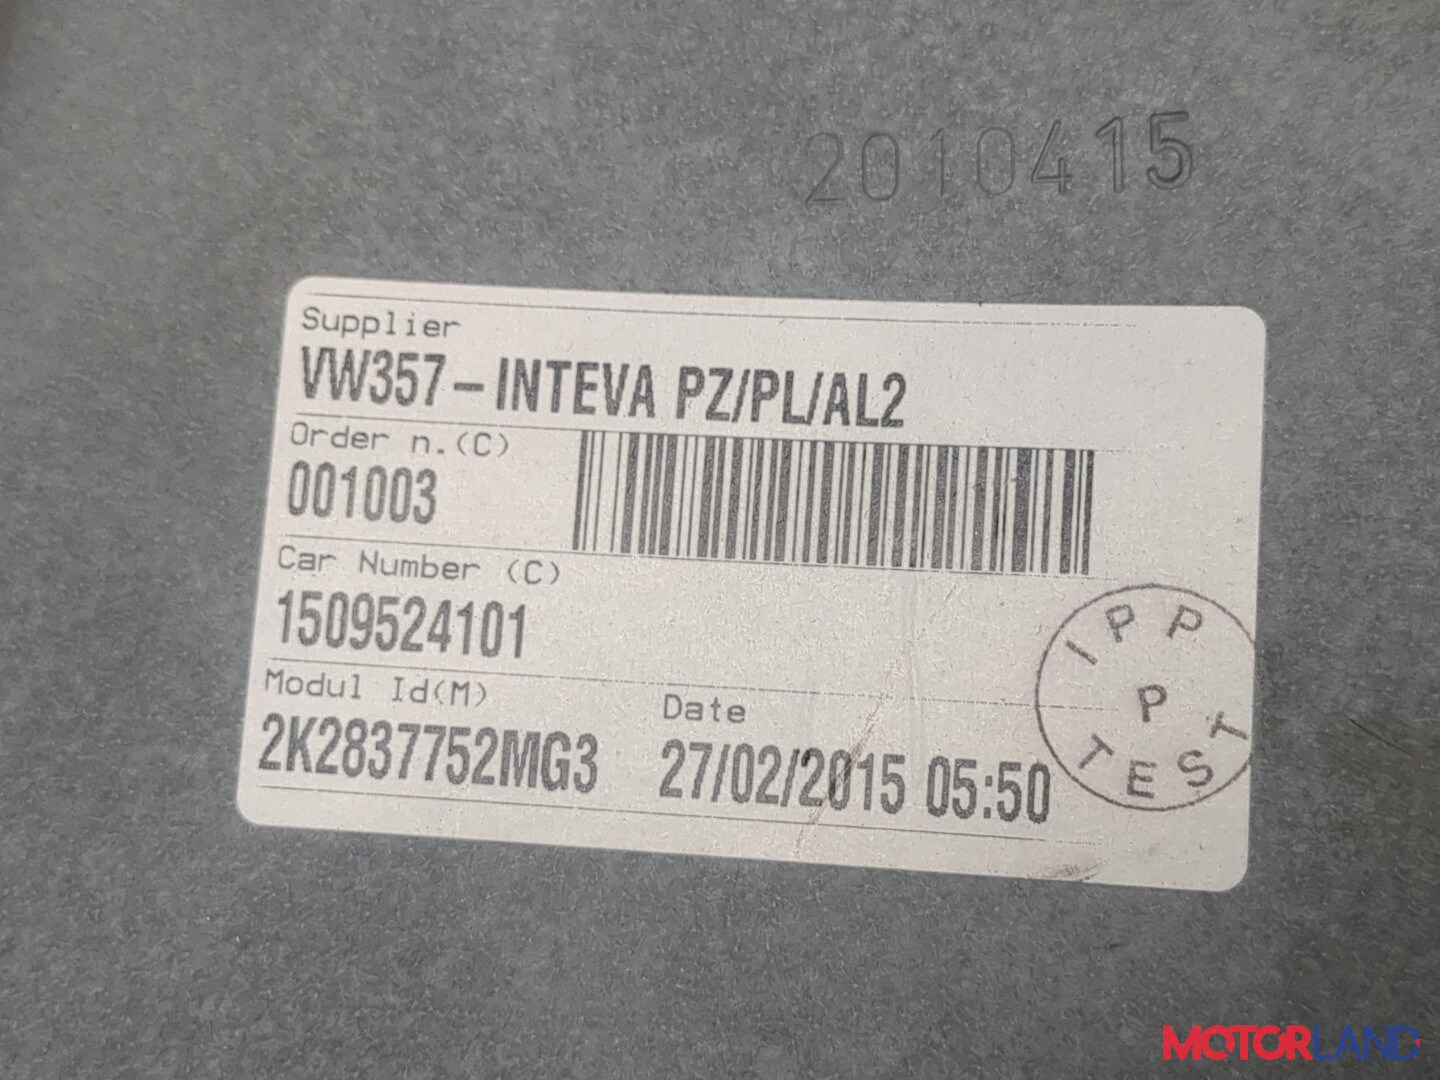 2010415
Supplier
VW357-INTEVA PZ/PL/AL2
Order n.(C)
001003
Car Number (C)
1509524101
Modul Id(M)
2K2837752MG3
Date
27/02/2015 05:50
IPP
P
TEST
MOTORLAND